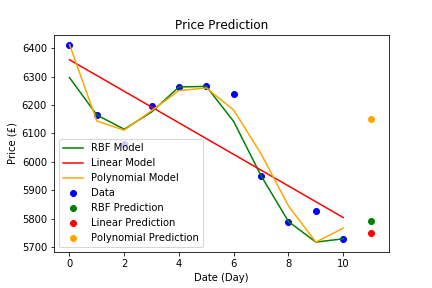 Price Prediction
Price (£)
6400
6300
6200
6100
6000
5900
5800
5700
RBF Model
Linear Model
Polynomial Model
Data
RBF Prediction
Linear Prediction
Polynomial Prediction
0
2
4
6
8
10
Date (Day)